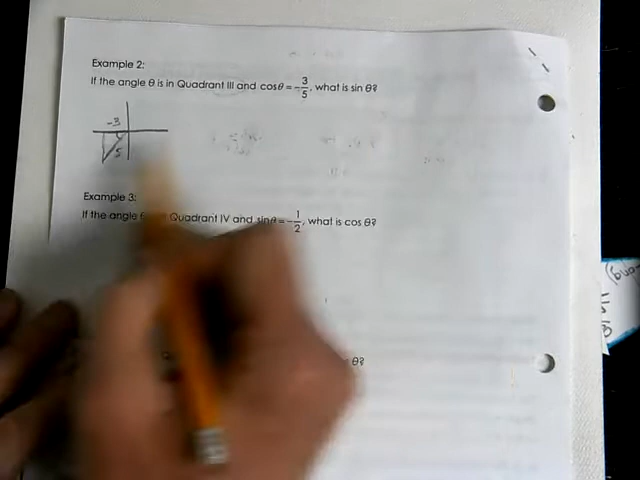 Example 2:
If the angle θ is in Quadrant III and cosθ = -3/5, what is sin θ?
-3
5
Example 3:
If the angle Quadrant IV and sinθ = -1/2, what is cos θ?
θ?